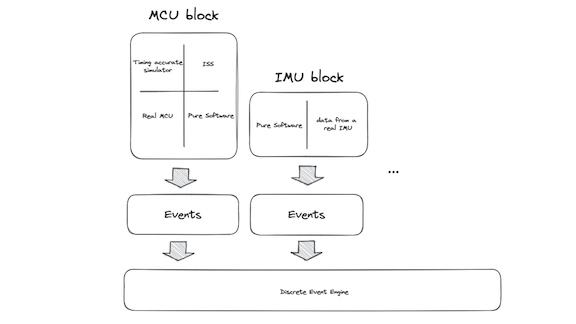 MCU block
Timing accurate
simulator
ISS
Real MCU
Pure Software
IMU block
Pure Software
data from a
real IMU
...
Events
Events
Discrete Event Engine